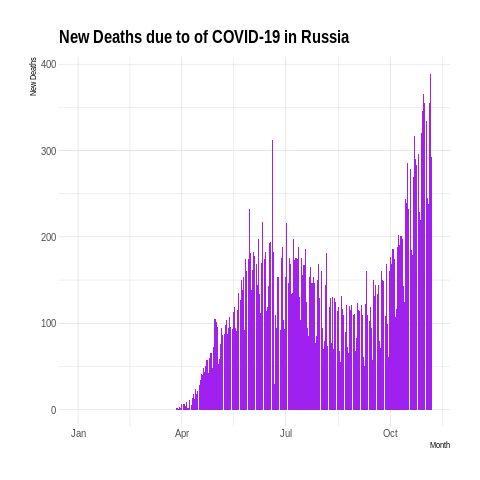 New Deaths due to of COVID-19 in Russia
New Deaths
400
300
200
100
0
Jan Apr Jul Oct
Month